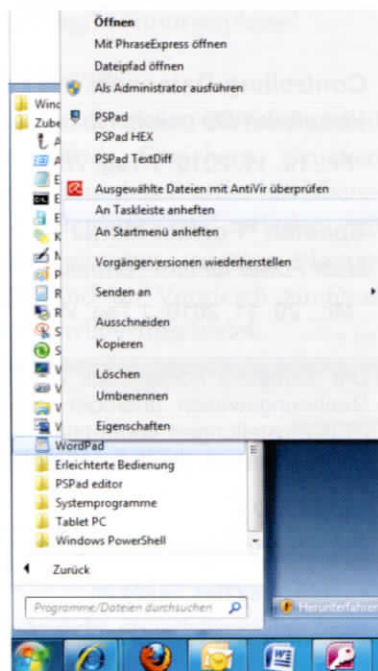 Öffnen
Mit PhraseExpress öffnen
Dateipfad öffnen
Als Administrator ausführen
PSPad
PSPad HEX
PSPad TextDiff
Ausgewählte Dateien mit AntiVir überprüfen
An Taskleiste anheften
An Startmenü anheften
Vorgängerversionen wiederherstellen
Senden an
Ausschneiden
Kopieren
Löschen
Umbenennen
Eigenschaften
Wind
Zube
WordPad
Erleichterte Bedienung
PSPad editor
Systemprogramme
Tablet PC
Windows PowerShell
Zurück
Programme/Dateien durchsuchen
Herunterfahren